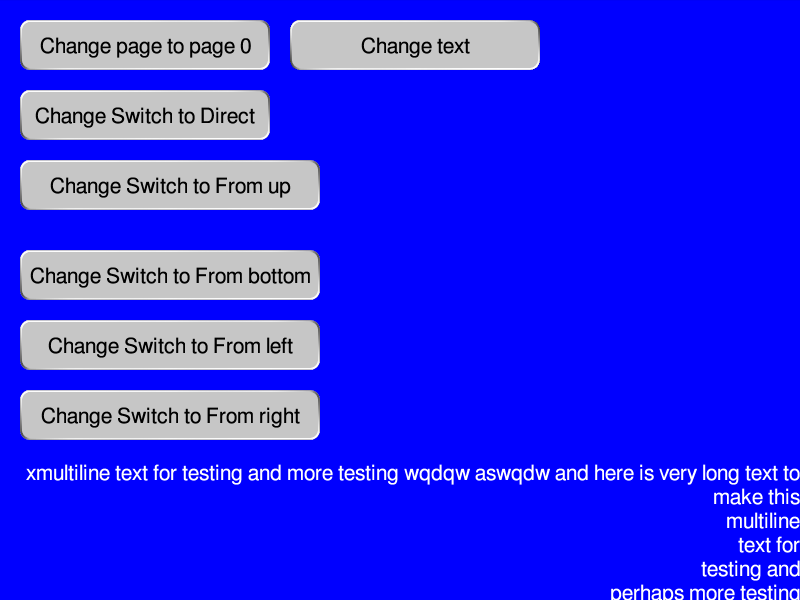 Change page to page 0
Change text
Change Switch to Direct
Change Switch to From up
Change Switch to From bottom
Change Switch to From left
Change Switch to From right
xmultiline text for testing and more testing wqdqw aswqdw and here is very long text to
make this
multiline
text for
testing and
perhaps more testing